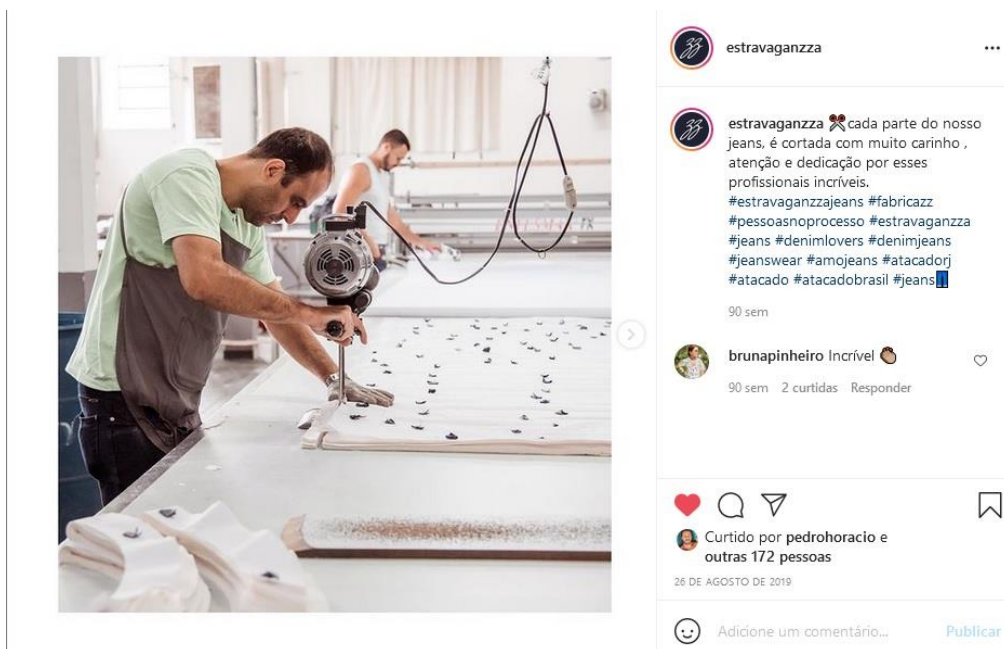 estravaganzza
estravaganzza ✂cada parte do nosso
jeans, é cortada com muito carinho ,
atenção e dedicação por esses
profissionais incríveis.
#estravaganzzajeans #fabricazz
#pessoasnoprocesso #estravaganzza
#jeans #denimlovers #denimjeans
#jeanswear #amojeans #atacadorj
#atacado #atacadobrasil #jeans👖
90 sem
brunapinheiro Incrível 👏🏽
90 sem 2 curtidas Responder
Curtido por pedrohoracio e
outras 172 pessoas
26 DE AGOSTO DE 2019
Adicione um comentário... Publicar